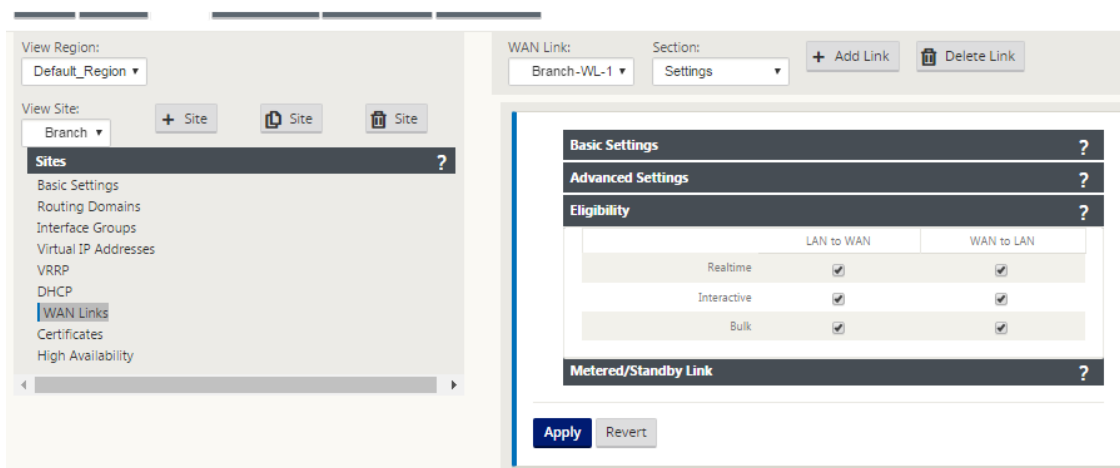 View Region:
Default_Region
View Site:
Branch
+ Site
Site
Site
Sites ?
Basic Settings
Routing Domains
Interface Groups
Virtual IP Addresses
VRRP
DHCP
WAN Links
Certificates
High Availability
WAN Link: Section:
Branch-WL-1 Settings + Add Link Delete Link
Basic Settings ?
Advanced Settings ?
Eligibility ?
LAN to WAN WAN to LAN
Realtime
Interactive
Bulk
Metered/Standby Link ?
Apply Revert